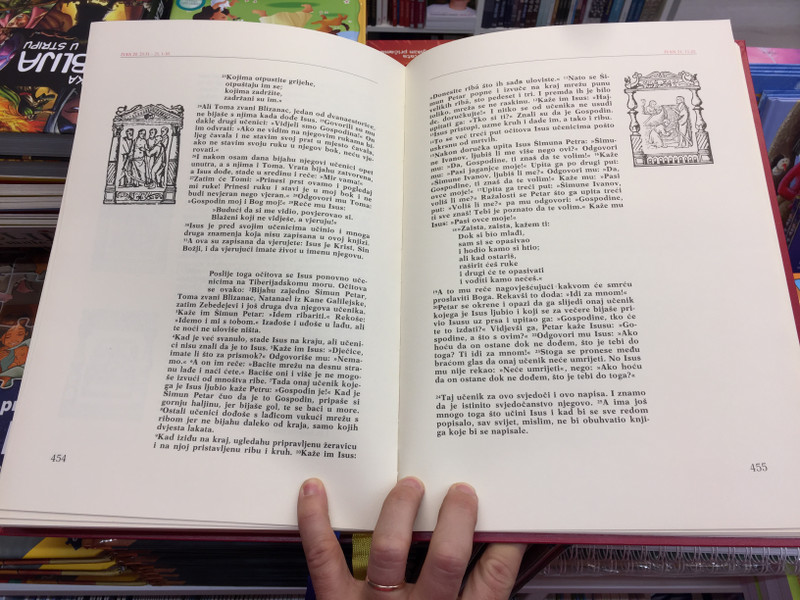 BIJA
U STRIPU
²³Kojima otpustite grijehe,
otpuštaju im se;
kojima zadržite,
zadržani su im.«
²⁴Ali Toma zvani Blizanac, jedan od dvanaestorice,
ne bijaše s njima kada dođe Isus. ²⁵Govorili su mu
dakle drugi učenici: »Vidjeli smo Gospodina!« On
im odvrati: »Ako ne vidim na njegovim rukama bi-
ljeg čavala i ne stavim svoj prst u mjesto čavala,
ako ne stavim svoju ruku u njegov bok, neću vje-
rovati.«
²⁶I nakon osam dana bijahu njegovi učenici opet
unutra, a s njima i Toma. Vrata bijahu zatvorena,
a Isus dođe, stade u sredinu i reče: »Mir vama!«
²⁷Zatim će Tomi: »Prinesi prst ovamo i pogledaj
mi ruke! Prinesi ruku i stavi je u moj bok i ne
budi nevjeran nego vjeran.« ²⁸Odgovori mu Toma:
»Gospodin moj i Bog moj!« ²⁹Reče mu Isus:
»Budući da si me vidio, povjerovao si.
Blaženi koji ne vidješe, a vjeruju!«
³⁰Isus je pred svojim učenicima učinio i mnoga
druga znamenja koja nisu zapisana u ovoj knjizi.
³¹A ova su zapisana da vjerujete: Isus je Krist, Sin
Božji, i da vjerujući imate život u imenu njegovu.
Poslije toga očitova se Isus ponovno uče-
nicima na Tiberijadskomu moru. Očitova
se ovako: ²Bijahu zajedno Šimun Petar,
Toma zvani Blizanac, Natanael iz Kane Galilejske,
zatim Zebedejevi i još druga dva njegova učenika.
³Kaže im Šimun Petar: »Idem ribariti.« Rekoše:
»Idemo i mi s tobom.« Izađoše i uđoše u lađu, ali
te noći ne uloviše ništa.
⁴Kad je već svanulo, stade Isus na kraju, ali učeni-
ci nisu znali da je to Isus. ⁵Kaže im Isus: »Dječice,
imate li što za prismok?« Odgovoriše mu: »Nema-
mo.« ⁶A on im reče: »Bacite mrežu na desnu stra-
nu lađe i naći ćete.« Baciše oni i više je ne mogo-
še izvući od mnoštva ribe. ⁷Tada onaj učenik koje-
ga je Isus ljubio kaže Petru: »Gospodin je!« Kad je
Šimun Petar čuo da je to Gospodin, pripaše si
gornju haljinu, jer bijaše gol, te se baci u more.
⁸Ostali učenici dođoše s lađicom vukući mrežu s
ribom jer ne bijahu daleko od kraja, samo kojih
dvjesta lakata.
⁹Kad iziđu na kraj, ugledahu pripravljenu žeravicu
i na njoj pristavljenu ribu i kruh. ¹⁰Kaže im Isus:
454
»Donesite riba što ih sada uloviste.« ¹¹Nato se Ši-
mun Petar popne i izvuče na kraj mrežu punu
velikih riba, sto pedeset i tri. I premda ih je bilo
toliko, mreža se ne raskinu. ¹²Kaže im Isus: »Haj-
de, doručkujte!« I nitko se od učenika ne usudi
upitati ga: »Tko si ti?« Znali su da je Gospodin.
¹³Isus pristupi, uzme kruh i dade im, a tako i ribu.
¹⁴To se već treći put očitova Isus učenicima pošto
uskrsnu od mrtvih.
¹⁵Nakon doručka upita Isus Šimuna Petra: »Šimu-
ne Ivanov, ljubiš li me više nego ovi?« Odgovori
mu: »Da, Gospodine, ti znaš da te volim.« Kaže
mu: »Pasi jaganjce moje!« ¹⁶Upita ga po drugi put:
»Šimune Ivanov, ljubiš li me?« Odgovori mu: »Da,
Gospodine, ti znaš da te volim!« Kaže mu: »Pasi
ovce moje!« ¹⁷Upita ga treći put: »Šimune Ivanov,
voliš li me?« Ražalosti se Petar što ga upita treći
put: »Voliš li me?« pa mu odgovori: »Gospodine,
ti sve znaš! Tebi je poznato da te volim.« Kaže mu
Isus: »Pasi ovce moje!«
¹⁸»Zaista, zaista, kažem ti:
Dok si bio mlađi,
sam si se opasivao
i hodio kamo si htio;
ali kad ostariš,
raširit ćeš ruke
i drugi će te opasivati
i voditi kamo nećeš.«
¹⁹A to mu reče nagovješćujući kakvom će smrću
proslaviti Boga. Rekavši to doda: »Idi za mnom!«
²⁰Petar se okrene i opazi da ga slijedi onaj učenik
kojega je Isus ljubio i koji se za večere bijaše pri-
vio Isusu uz prsa i upitao ga: »Gospodine, tko će
te to izdati?« ²¹Vidjevši ga, Petar kaže Isusu: »Go-
spodine, a što s ovim?« ²²Odgovori mu Isus: »Ako
hoću da on ostane dok ne dođem, što je tebi do
toga? Ti idi za mnom!« ²³Stoga se pronese među
braćom glas da onaj učenik neće umrijeti. No Isus
mu nije rekao: »Neće umrijeti«, nego: »Ako hoću
da on ostane dok ne dođem, što je tebi do toga?«
²⁴Taj učenik za ovo svjedoči i ovo napisa. I znamo
da je istinito svjedočanstvo njegovo. ²⁵A ima još
mnogo toga što učini Isus i kad bi se sve redom
popisalo, sav svijet, mislim, ne bi obuhvatio knji-
ga koje bi se napisale.
455